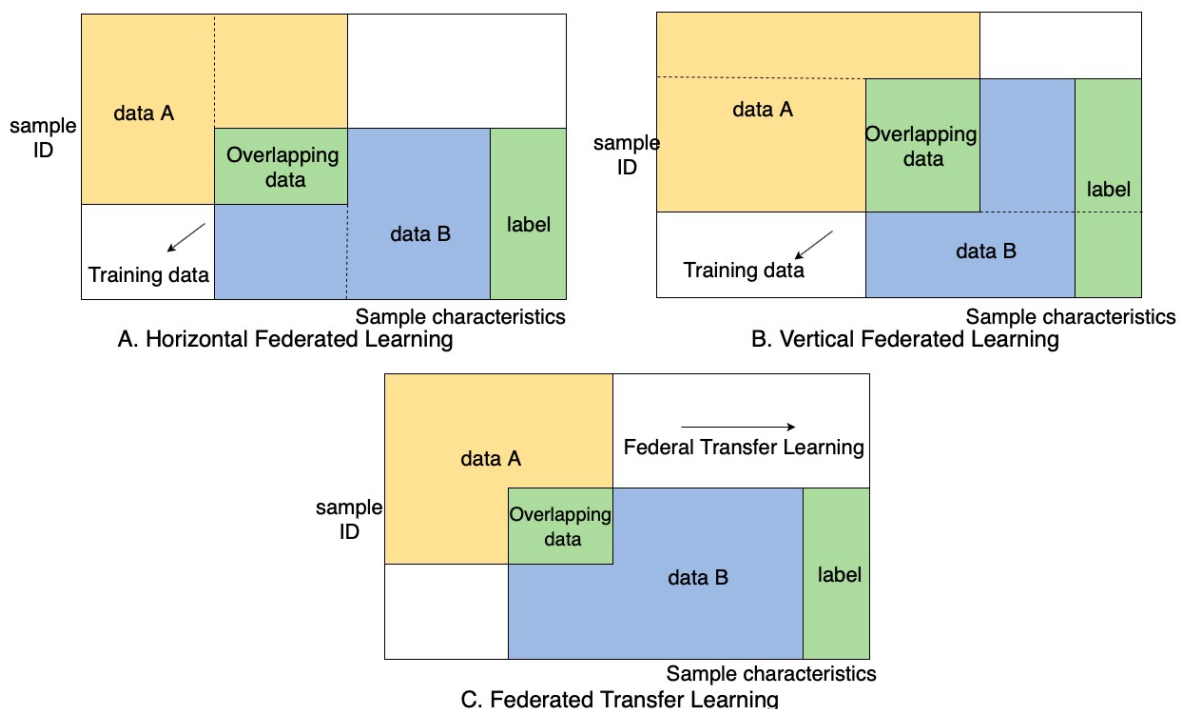 data A
sample
ID
Overlapping
data
data B
label
Training data
Sample characteristics
A. Horizontal Federated Learning
data A
sample
ID
Overlapping
data
label
data B
Training data
Sample characteristics
B. Vertical Federated Learning
Federal Transfer Learning
data A
sample
ID
Overlapping
data
data B
label
Sample characteristics
C. Federated Transfer Learning